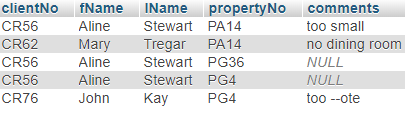 clientNo fName lName propertyNo comments
CR56 Aline Stewart PA14 too small
CR62 Mary Tregar PA14 no dining room
CR56 Aline Stewart PG36 NULL
CR56 Aline Stewart PG4 NULL
CR76 John Kay PG4 too --ote